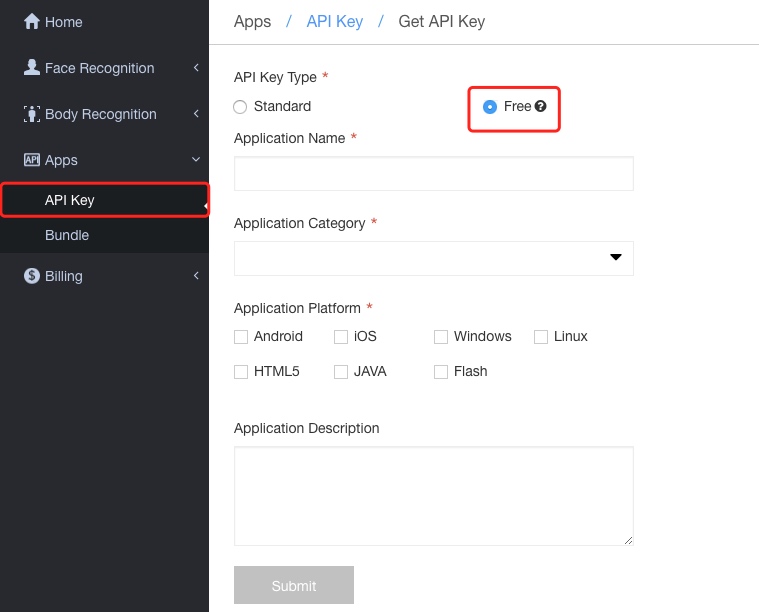 Home
Face Recognition
Body Recognition
API Apps
API Key
Bundle
$ Billing
Apps / API Key / Get API Key
API Key Type *
Standard
Free ?
Application Name *
Application Category *
Application Platform *
Android iOS Windows Linux
HTML5 JAVA Flash
Application Description
Submit